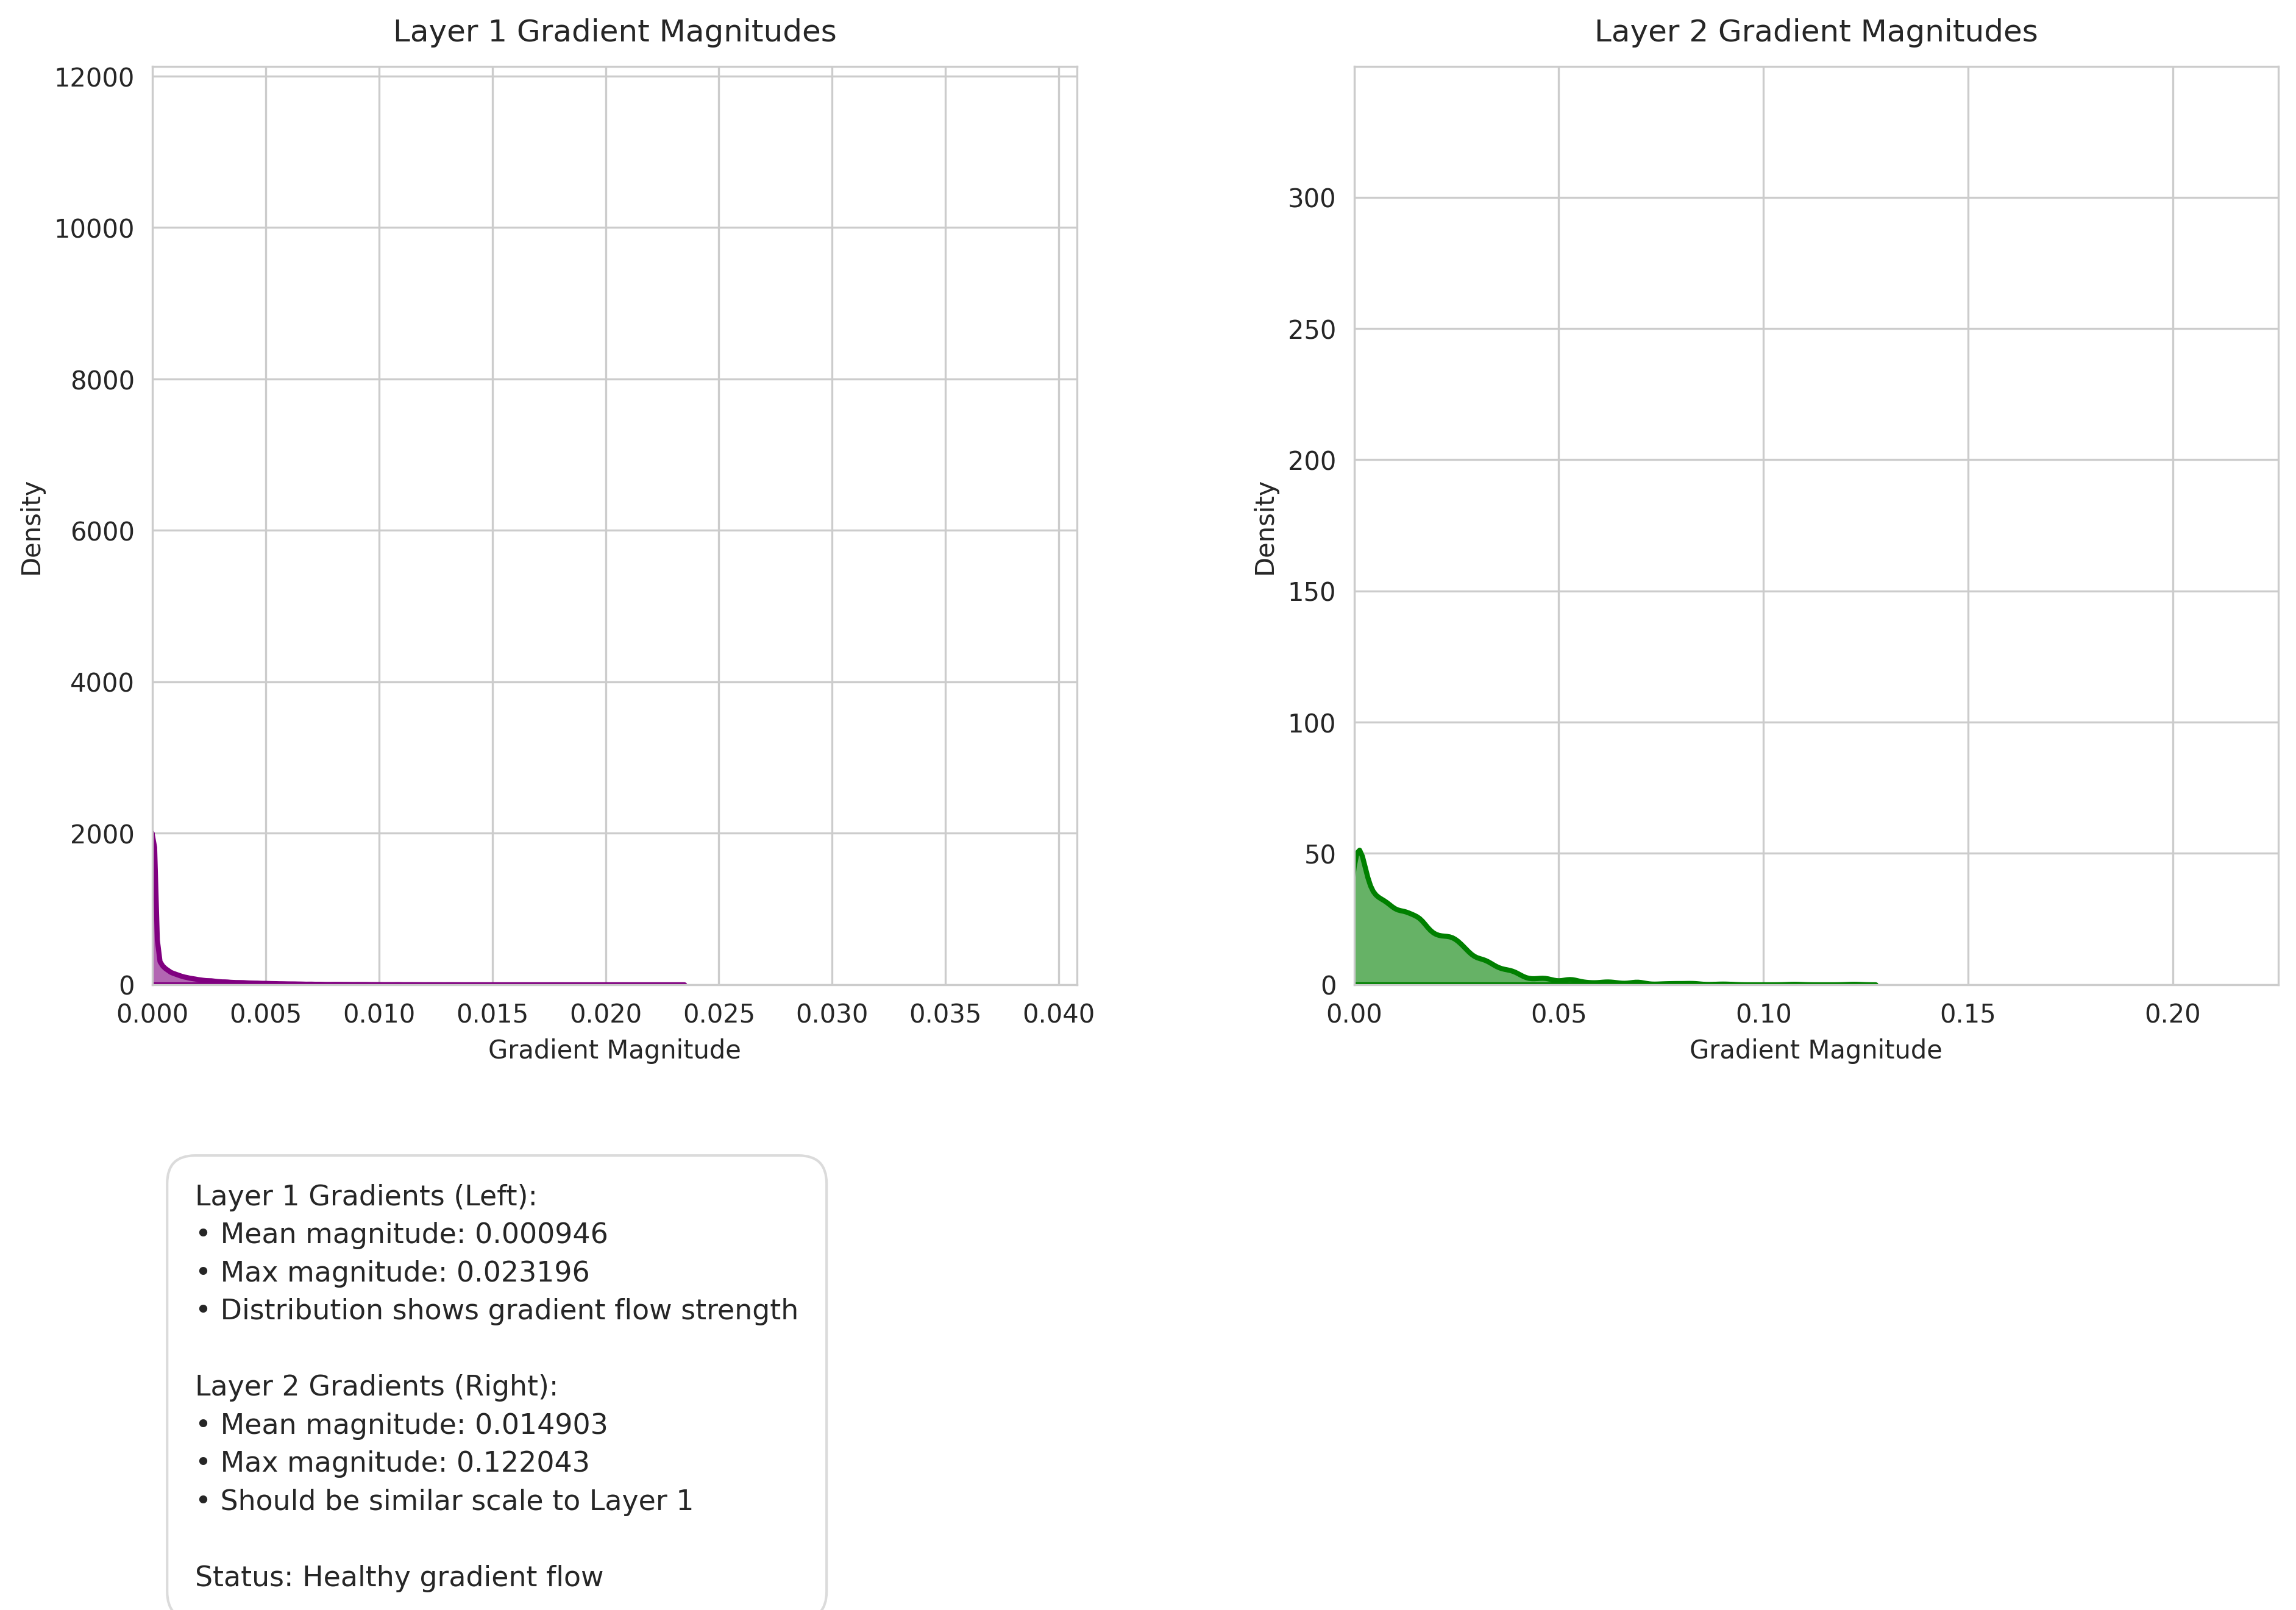 Layer 1 Gradient Magnitudes
12000
10000
8000
6000
4000
2000
0
Density
0.000 0.005 0.010 0.015 0.020 0.025 0.030 0.035 0.040
Gradient Magnitude
Layer 2 Gradient Magnitudes
300
250
200
150
100
50
0
Density
0.00 0.05 0.10 0.15 0.20
Gradient Magnitude
Layer 1 Gradients (Left):
• Mean magnitude: 0.000946
• Max magnitude: 0.023196
• Distribution shows gradient flow strength
Layer 2 Gradients (Right):
• Mean magnitude: 0.014903
• Max magnitude: 0.122043
• Should be similar scale to Layer 1
Status: Healthy gradient flow